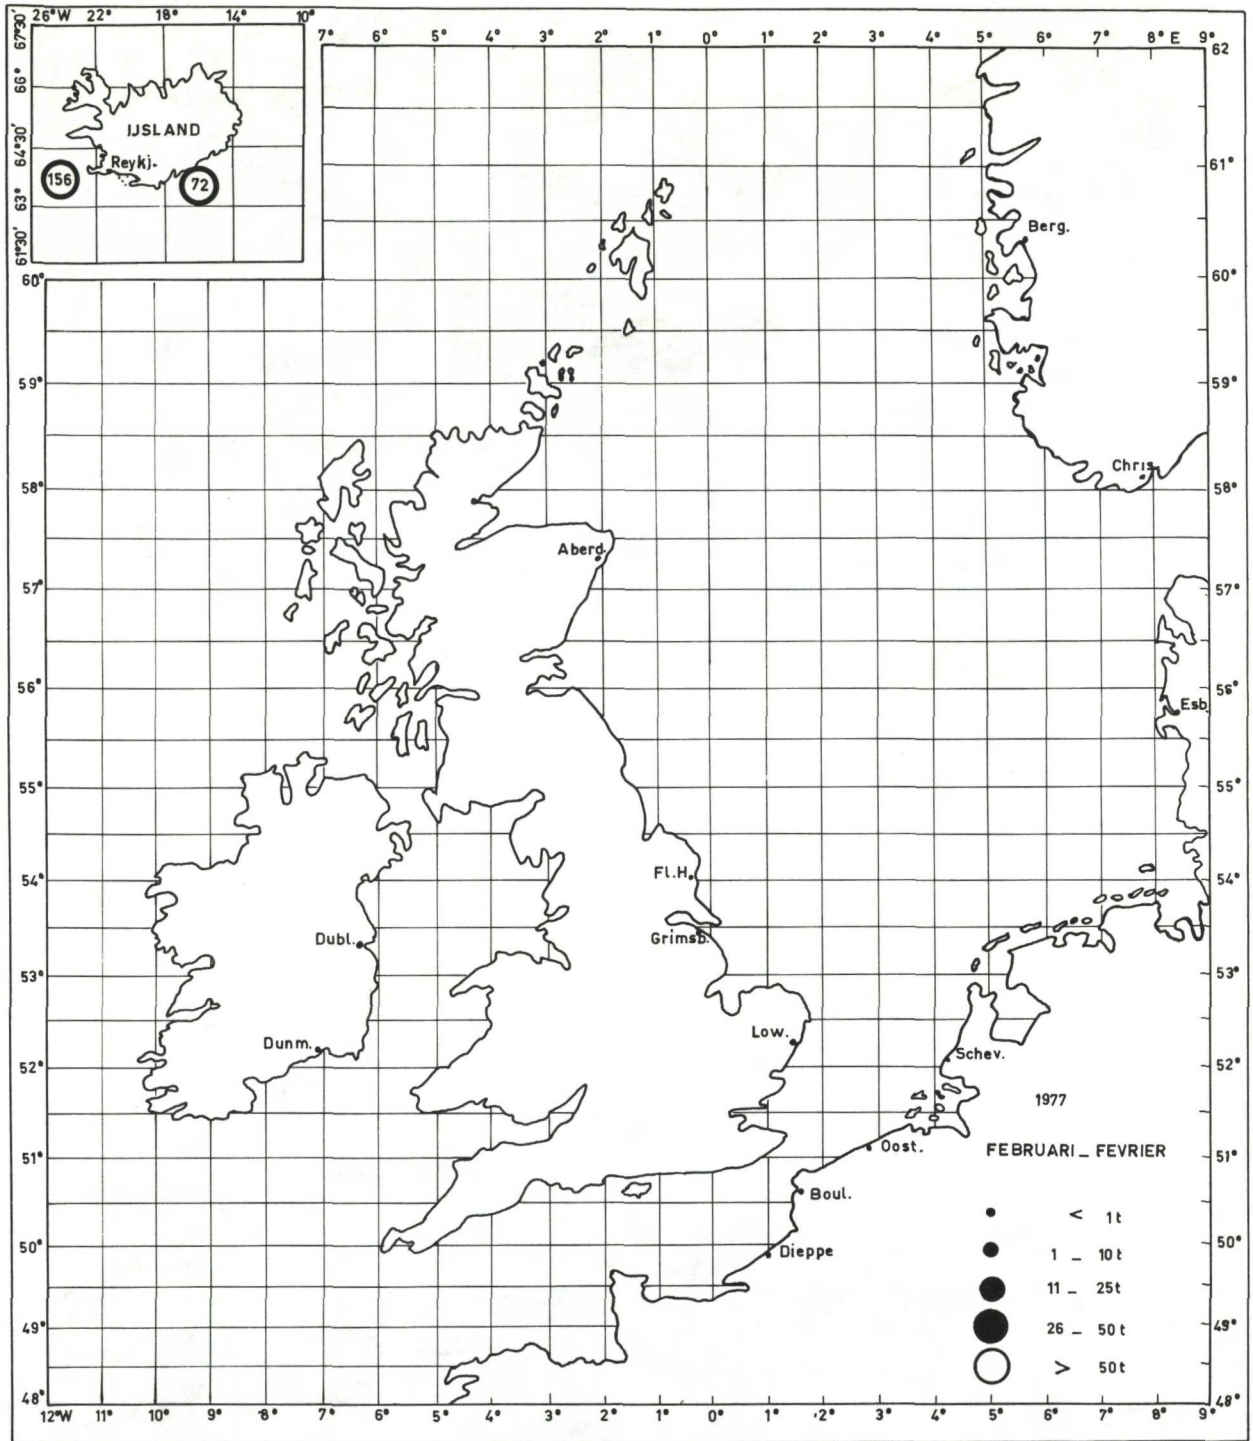 26°W 22° 18° 14° 10°
67°30'
66°
64°30'
63°
61°30'
IJSLAND
Reykj.
156
72
7° 6° 5° 4° 3° 2° 1° 0° 1° 2° 3° 4° 5° 6° 7° 8° E 9°
62
61°
Berg.
60° 60°
59° 59°
Chris
58° 58°
Aberd.
57° 57°
56° 56°
Esb
55° 55°
Fl.H.
54° 54°
Dubl.
Grimsb.
53° 53°
Dunm.
Low.
Schev.
52° 52°
1977
Oost.
FEBRUARI _ FEVRIER
51° 51°
Boul.
< 1t
50° 50°
Dieppe
1 _ 10t
11 _ 25t
49° 49°
26 _ 50t
> 50t
48° 48°
12°W 11° 10° 9° 8° 7° 6° 5° 4° 3° 2° 1° 0° 1° 2° 3° 4° 5° 6° 7° 8° 9°